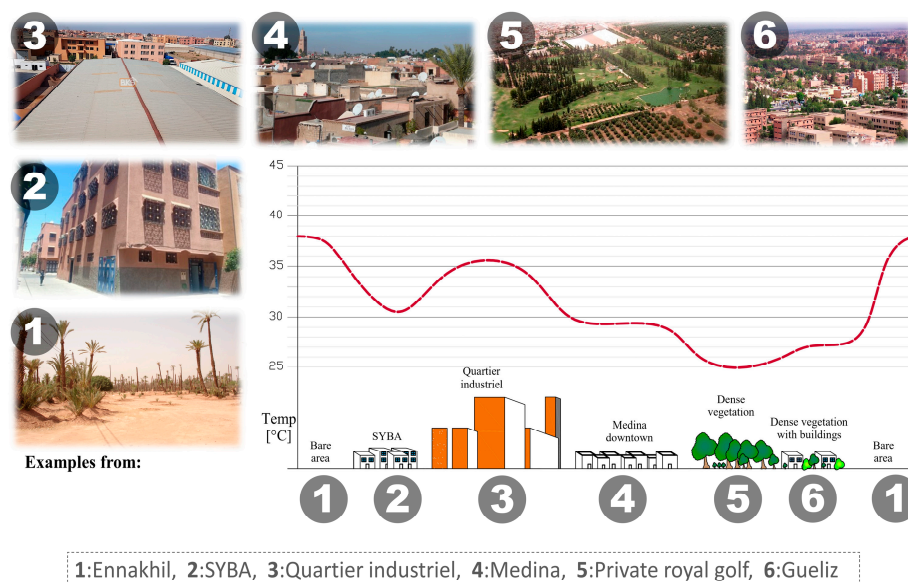 3
4
5
6
2
1
Examples from:
45
40
35
30
25
Temp
[°C]
Bare
area
SYBA
Quartier
industriel
Medina
downtown
Dense
vegetation
Dense vegetation
with buildings
Bare
area
1
2
3
4
5
6
1
1:Ennakhil, 2:SYBA, 3:Quartier industriel, 4:Medina, 5:Private royal golf, 6:Gueliz